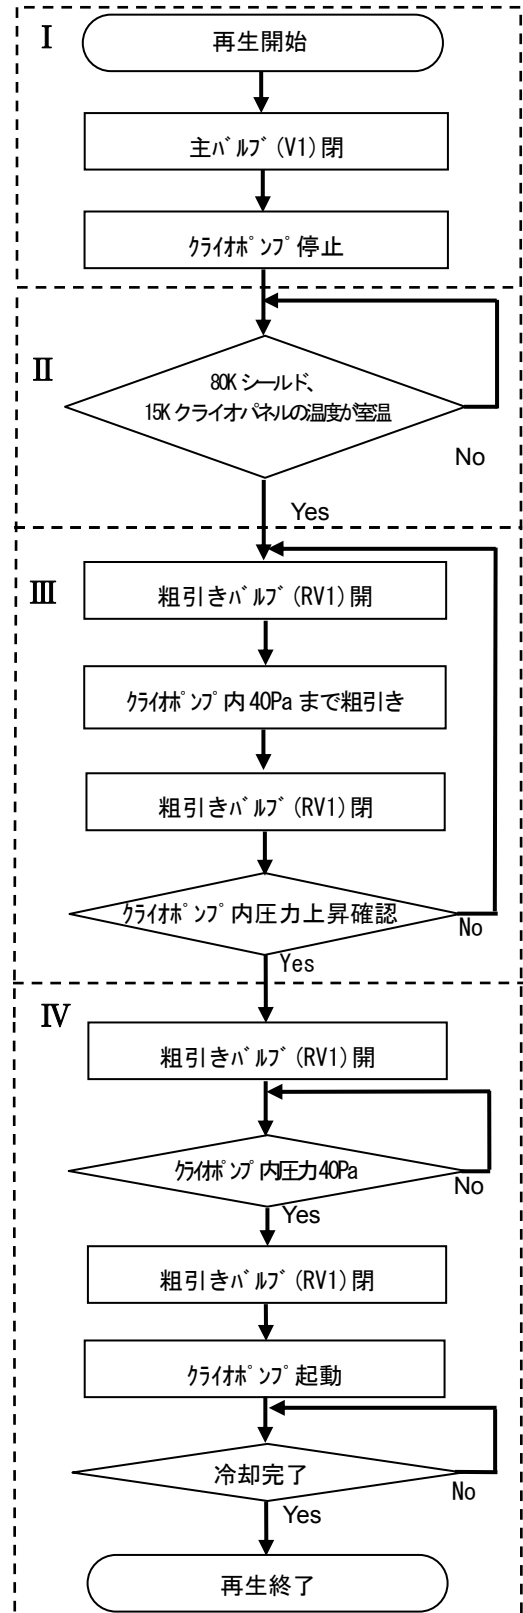 Ⅰ
再生開始
主ﾊﾞﾙﾌﾞ(V1)閉
ｸﾗｲｵﾎﾟﾝﾌﾟ停止
Ⅱ
80K シールド、
15K クライオパネルの温度が室温
No
Yes
Ⅲ
粗引きﾊﾞﾙﾌﾞ(RV1)開
ｸﾗｲｵﾎﾟﾝﾌﾟ内 40Pa まで粗引き
粗引きﾊﾞﾙﾌﾞ(RV1)閉
ｸﾗｲｵﾎﾟﾝﾌﾟ内圧力上昇確認
No
Yes
Ⅳ
粗引きﾊﾞﾙﾌﾞ(RV1)開
ｸﾗｲｵﾎﾟﾝﾌﾟ内圧力 40Pa
No
Yes
粗引きﾊﾞﾙﾌﾞ(RV1)閉
ｸﾗｲｵﾎﾟﾝﾌﾟ起動
冷却完了
No
Yes
再生終了